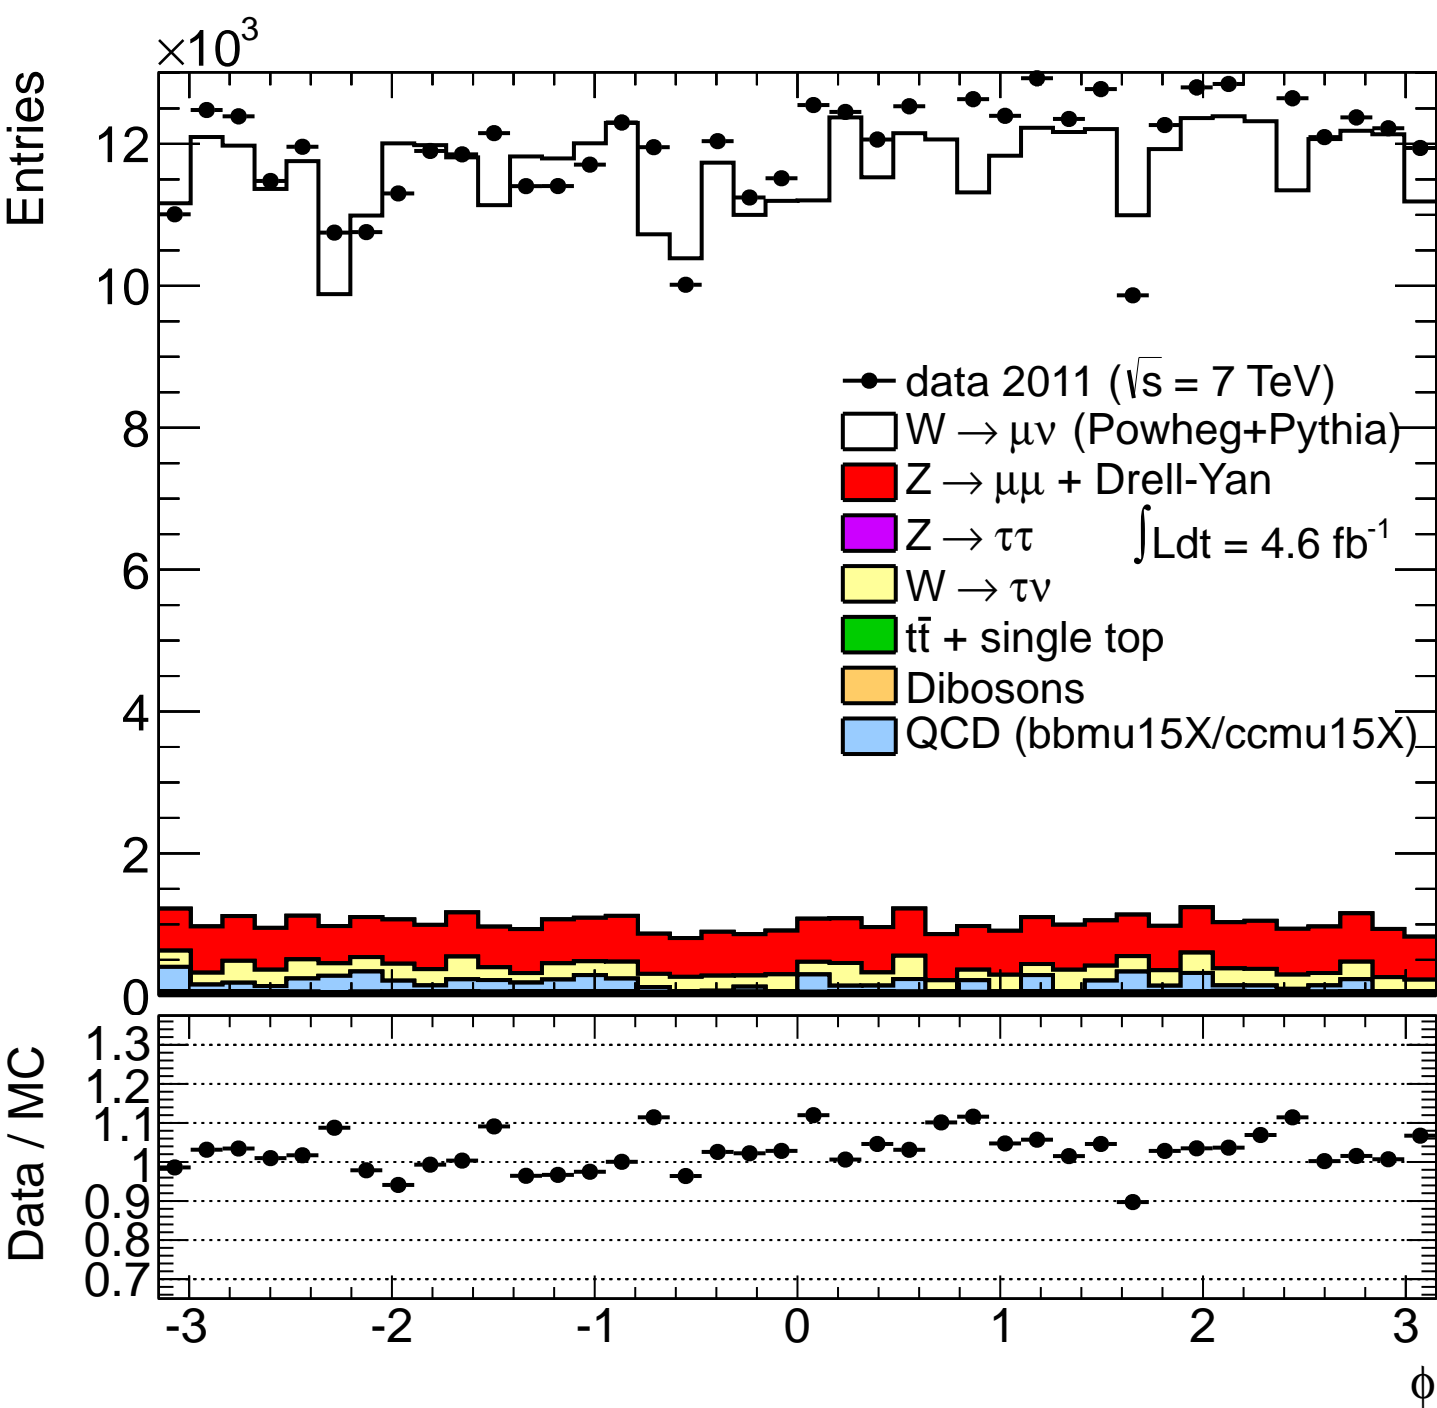 ×10³
Entries
12
10
8
6
4
2
0
data 2011 (√s = 7 TeV)
W → μν (Powheg+Pythia)
Z → μμ + Drell-Yan
Z → ττ
∫Ldt = 4.6 fb⁻¹
W → τν
tt̄ + single top
Dibosons
QCD (bbmu15X/ccmu15X)
Data / MC
1.3
1.2
1.1
1
0.9
0.8
0.7
-3 -2 -1 0 1 2 3
ϕ